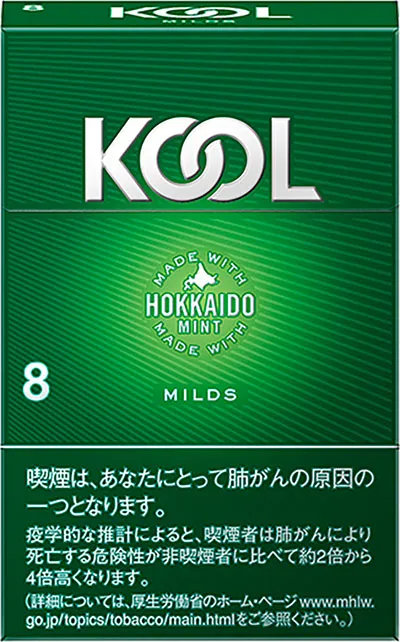 8 KOOL
MILDS
KOOL
MADE WITH
HOKKAIDO
MINT
MADE WITH
8
MILDS
喫煙は、あなたにとって肺がんの原因の
一つとなります。
疫学的な推計によると、喫煙者は肺がんにより
死亡する危険性が非喫煙者に比べて約2倍から
4倍高くなります。
(詳細については、厚生労働省のホーム・ページwww.mhlw.
go.jp/topics/tobacco/main.htmlをご参照ください。)